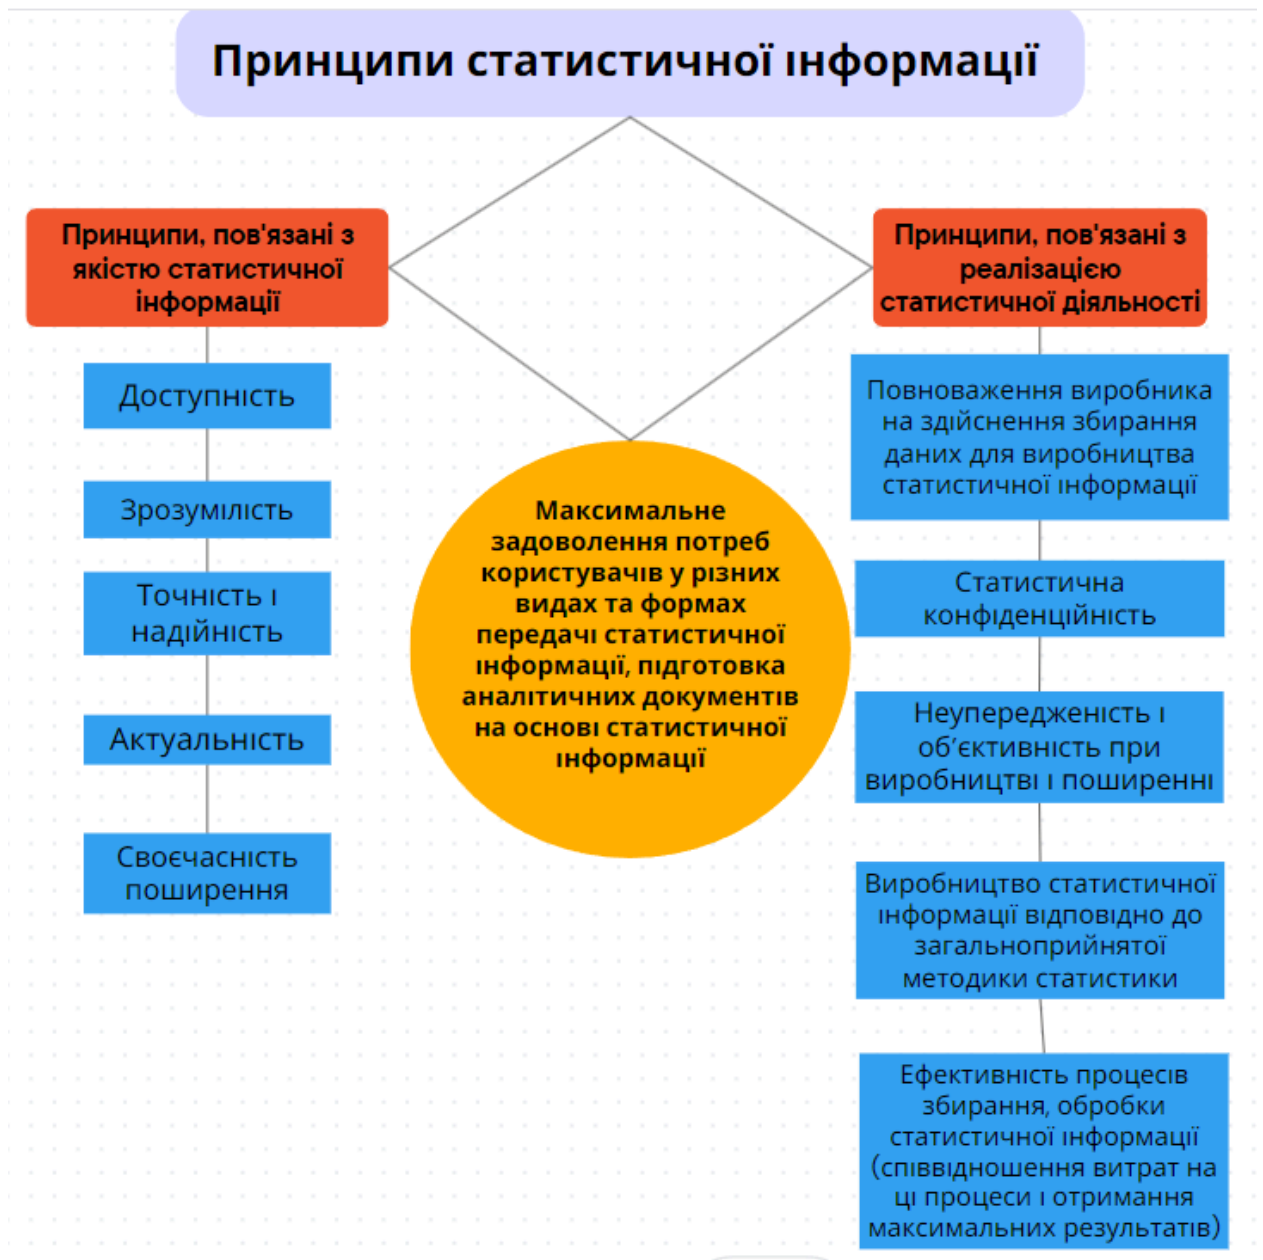 Принципи статистичної інформації
Принципи, пов'язані з
якістю статистичної
інформації
Доступність
Зрозумілість
Точність і
надійність
Актуальність
Своєчасність
поширення
Максимальне
задоволення потреб
користувачів у різних
видах та формах
передачі статистичної
інформації, підготовка
аналітичних документів
на основі статистичної
інформації
Принципи, пов'язані з
реалізацією
статистичної діяльності
Повноваження виробника
на здійснення збирання
даних для виробництва
статистичної інформації
Статистична
конфіденційність
Неупередженість і
об’єктивність при
виробництві і поширенні
Виробництво статистичної
інформації відповідно до
загальноприйнятої
методики статистики
Ефективність процесів
збирання, обробки
статистичної інформації
(співвідношення витрат на
ці процеси і отримання
максимальних результатів)